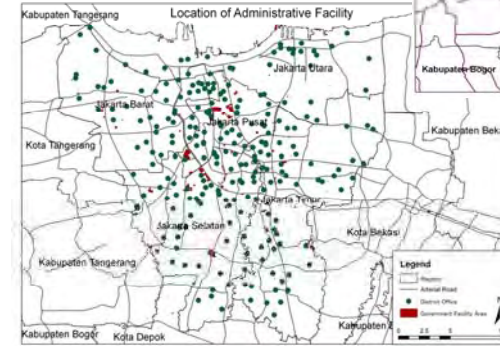 Kabupaten Tangerang
Location of Administrative Facility
Jakarta Utara
Kabupaten Bogor
Jakarta Barat
Jakarta Pusat
Kabupaten Beka
Kota Tangerang
Jakarta Timur
Jakarta Selatan
Kota Bekasi
Kabupaten Tangerang
Legend
Regency
Arterial Road
District Office
Government Facility Area
0 2.5 5
Kabupaten Bogor
Kota Depok
Kabupaten